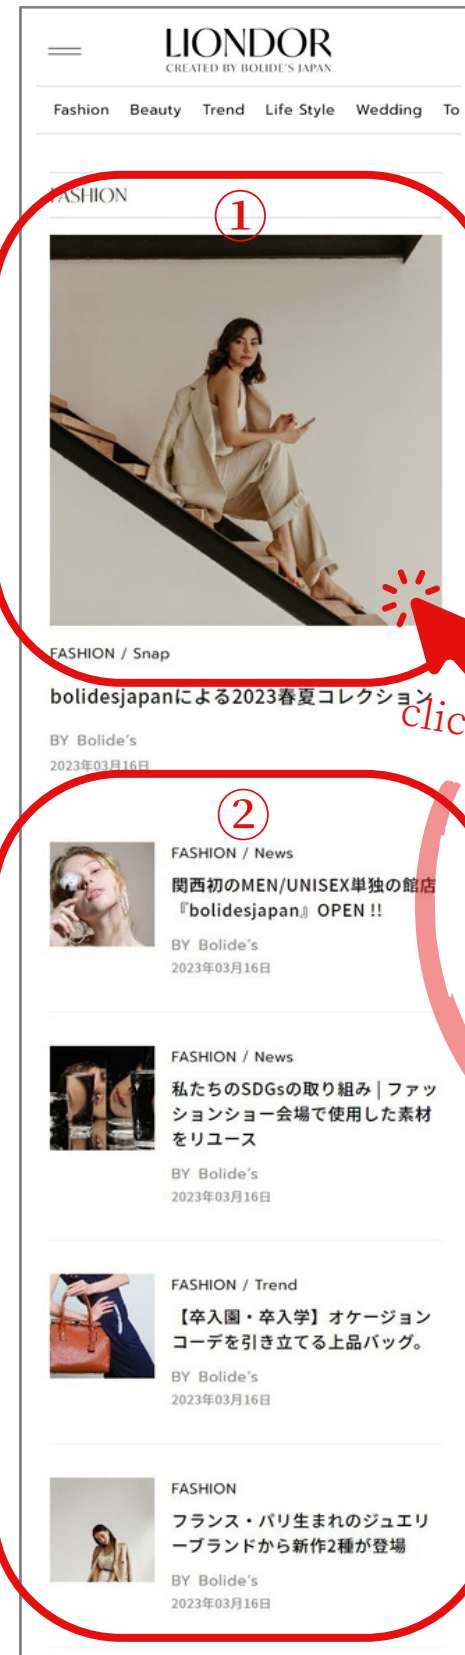 LIONDOR
CREATED BY BOLIDE'S JAPAN
Fashion Beauty Trend Life Style Wedding To
FASHION
①
FASHION / Snap
bolidesjapanによる2023春夏コレクション
clic
BY Bolide's
2023年03月16日
②
FASHION / News
関西初のMEN/UNISEX単独の館店
『bolidesjapan』OPEN !!
BY Bolide's
2023年03月16日
FASHION / News
私たちのSDGsの取り組み | ファッ
ションショー会場で使用した素材
をリユース
BY Bolide's
2023年03月16日
FASHION / Trend
【卒入園・卒入学】オケージョン
コーデを引き立てる上品バッグ。
BY Bolide's
2023年03月16日
FASHION
フランス・パリ生まれのジュエリ
ーブランドから新作2種が登場
BY Bolide's
2023年03月16日